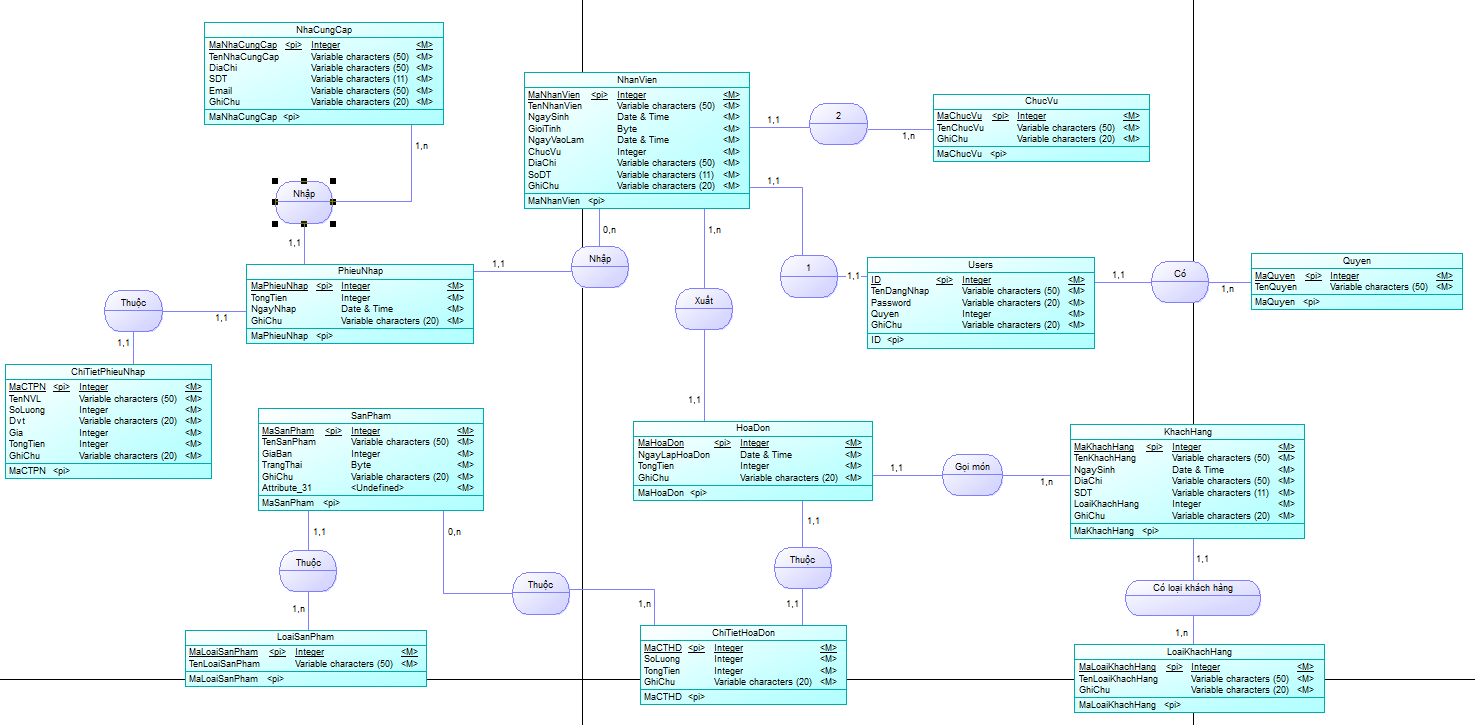 NhaCungCap
MaNhaCungCap <pi> Integer <M>
TenNhaCungCap Variable characters (50) <M>
DiaChi Variable characters (50) <M>
SDT Variable characters (11) <M>
Email Variable characters (50) <M>
GhiChu Variable characters (20) <M>
MaNhaCungCap <pi>
1,n
Nhập
1,1
NhanVien
MaNhanVien <pi> Integer <M>
TenNhanVien Variable characters (50) <M>
NgaySinh Date & Time <M>
GioiTinh Byte <M>
NgayVaoLam Date & Time <M>
ChucVu Integer <M>
DiaChi Variable characters (50) <M>
SoDT Variable characters (11) <M>
GhiChu Variable characters (20) <M>
MaNhanVien <pi>
1,1
2
1,n
ChucVu
MaChucVu <pi> Integer <M>
TenChucVu Variable characters (50) <M>
GhiChu Variable characters (20) <M>
MaChucVu <pi>
1,1
1
1,1
0,n
Nhập
1,1
1,n
Xuất
1,1
PhieuNhap
MaPhieuNhap <pi> Integer <M>
TongTien Integer <M>
NgayNhap Date & Time <M>
GhiChu Variable characters (20) <M>
MaPhieuNhap <pi>
Users
ID <pi> Integer <M>
TenDangNhap Variable characters (50) <M>
Password Variable characters (20) <M>
Quyen Integer <M>
GhiChu Variable characters (20) <M>
ID <pi>
1,1
Có
1,n
Quyen
MaQuyen <pi> Integer <M>
TenQuyen Variable characters (50) <M>
MaQuyen <pi>
Thuộc
1,1
1,1
ChiTietPhieuNhap
MaCTPN <pi> Integer <M>
TenNVL Variable characters (50) <M>
SoLuong Integer <M>
Dvt Variable characters (20) <M>
Gia Integer <M>
TongTien Integer <M>
GhiChu Variable characters (20) <M>
MaCTPN <pi>
SanPham
MaSanPham <pi> Integer <M>
TenSanPham Variable characters (50) <M>
GiaBan Integer <M>
TrangThai Byte <M>
GhiChu Variable characters (20) <M>
Attribute_31 <Undefined> <M>
MaSanPham <pi>
HoaDon
MaHoaDon <pi> Integer <M>
NgayLapHoaDon Date & Time <M>
TongTien Integer <M>
GhiChu Variable characters (20) <M>
MaHoaDon <pi>
1,1
Gọi món
1,n
KhachHang
MaKhachHang <pi> Integer <M>
TenKhachHang Variable characters (50) <M>
NgaySinh Date & Time <M>
DiaChi Variable characters (50) <M>
SDT Variable characters (11) <M>
LoaiKhachHang Integer <M>
GhiChu Variable characters (20) <M>
MaKhachHang <pi>
1,1
Thuộc
1,n
0,n
Thuộc
1,n
1,1
Thuộc
1,1
1,1
Có loại khách hàng
1,n
LoaiSanPham
MaLoaiSanPham <pi> Integer <M>
TenLoaiSanPham Variable characters (50) <M>
MaLoaiSanPham <pi>
ChiTietHoaDon
MaCTHD <pi> Integer <M>
SoLuong Integer <M>
TongTien Integer <M>
GhiChu Variable characters (20) <M>
MaCTHD <pi>
LoaiKhachHang
MaLoaiKhachHang <pi> Integer <M>
TenLoaiKhachHang Variable characters (50) <M>
GhiChu Variable characters (20) <M>
MaLoaiKhachHang <pi>